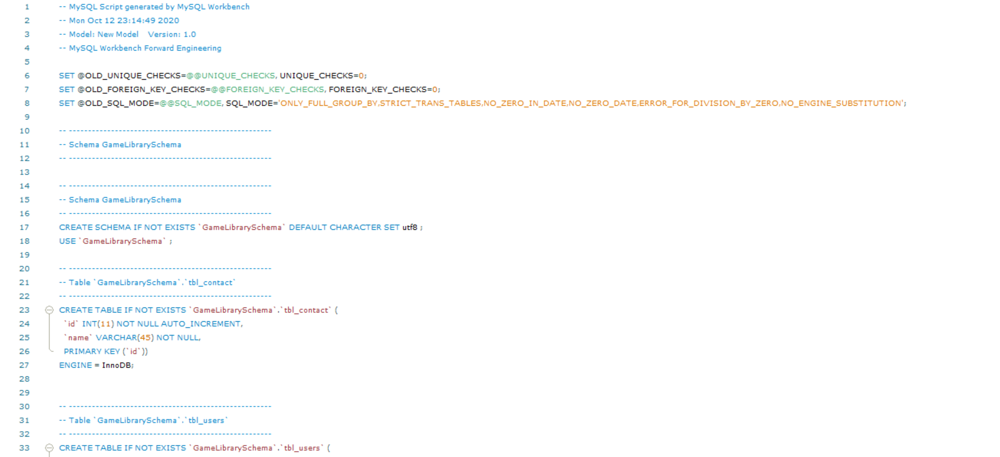 1 -- MySQL Script generated by MySQL Workbench
2 -- Mon Oct 12 23:14:49 2020
3 -- Model: New Model    Version: 1.0
4 -- MySQL Workbench Forward Engineering
5
6 SET @OLD_UNIQUE_CHECKS=@@UNIQUE_CHECKS, UNIQUE_CHECKS=0;
7 SET @OLD_FOREIGN_KEY_CHECKS=@@FOREIGN_KEY_CHECKS, FOREIGN_KEY_CHECKS=0;
8 SET @OLD_SQL_MODE=@@SQL_MODE, SQL_MODE='ONLY_FULL_GROUP_BY,STRICT_TRANS_TABLES,NO_ZERO_IN_DATE,NO_ZERO_DATE,ERROR_FOR_DIVISION_BY_ZERO,NO_ENGINE_SUBSTITUTION';
9
10 -- -----------------------------------------------------
11 -- Schema GameLibrarySchema
12 -- -----------------------------------------------------
13
14 -- -----------------------------------------------------
15 -- Schema GameLibrarySchema
16 -- -----------------------------------------------------
17 CREATE SCHEMA IF NOT EXISTS `GameLibrarySchema` DEFAULT CHARACTER SET utf8 ;
18 USE `GameLibrarySchema` ;
19
20 -- -----------------------------------------------------
21 -- Table `GameLibrarySchema`.`tbl_contact`
22 -- -----------------------------------------------------
23 CREATE TABLE IF NOT EXISTS `GameLibrarySchema`.`tbl_contact` (
24 `id` INT(11) NOT NULL AUTO_INCREMENT,
25 `name` VARCHAR(45) NOT NULL,
26 PRIMARY KEY (`id`))
27 ENGINE = InnoDB;
28
29
30 -- -----------------------------------------------------
31 -- Table `GameLibrarySchema`.`tbl_users`
32 -- -----------------------------------------------------
33 CREATE TABLE IF NOT EXISTS `GameLibrarySchema`.`tbl_users` (